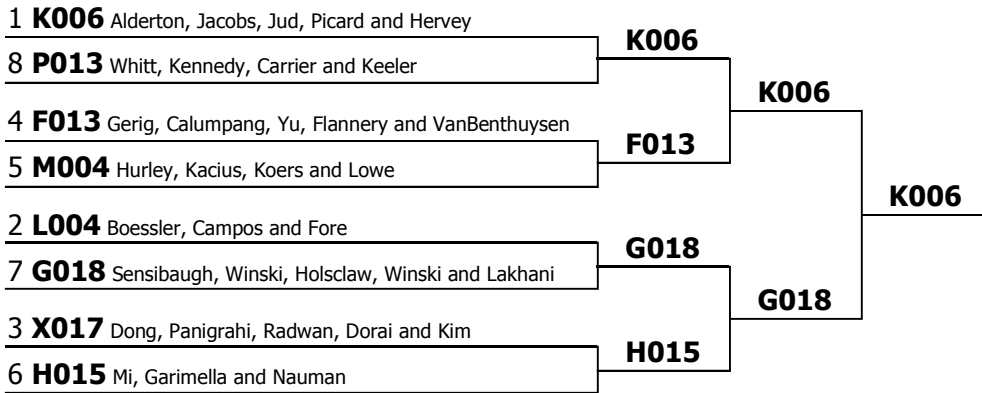 1 K006 Alderton, Jacobs, Jud, Picard and Hervey
8 P013 Whitt, Kennedy, Carrier and Keeler
4 F013 Gerig, Calumpang, Yu, Flannery and VanBenthuysen
5 M004 Hurley, Kacius, Koers and Lowe
2 L004 Boessler, Campos and Fore
7 G018 Sensibaugh, Winski, Holsclaw, Winski and Lakhani
3 X017 Dong, Panigrahi, Radwan, Dorai and Kim
6 H015 Mi, Garimella and Nauman
K006
F013
G018
H015
K006
G018
K006